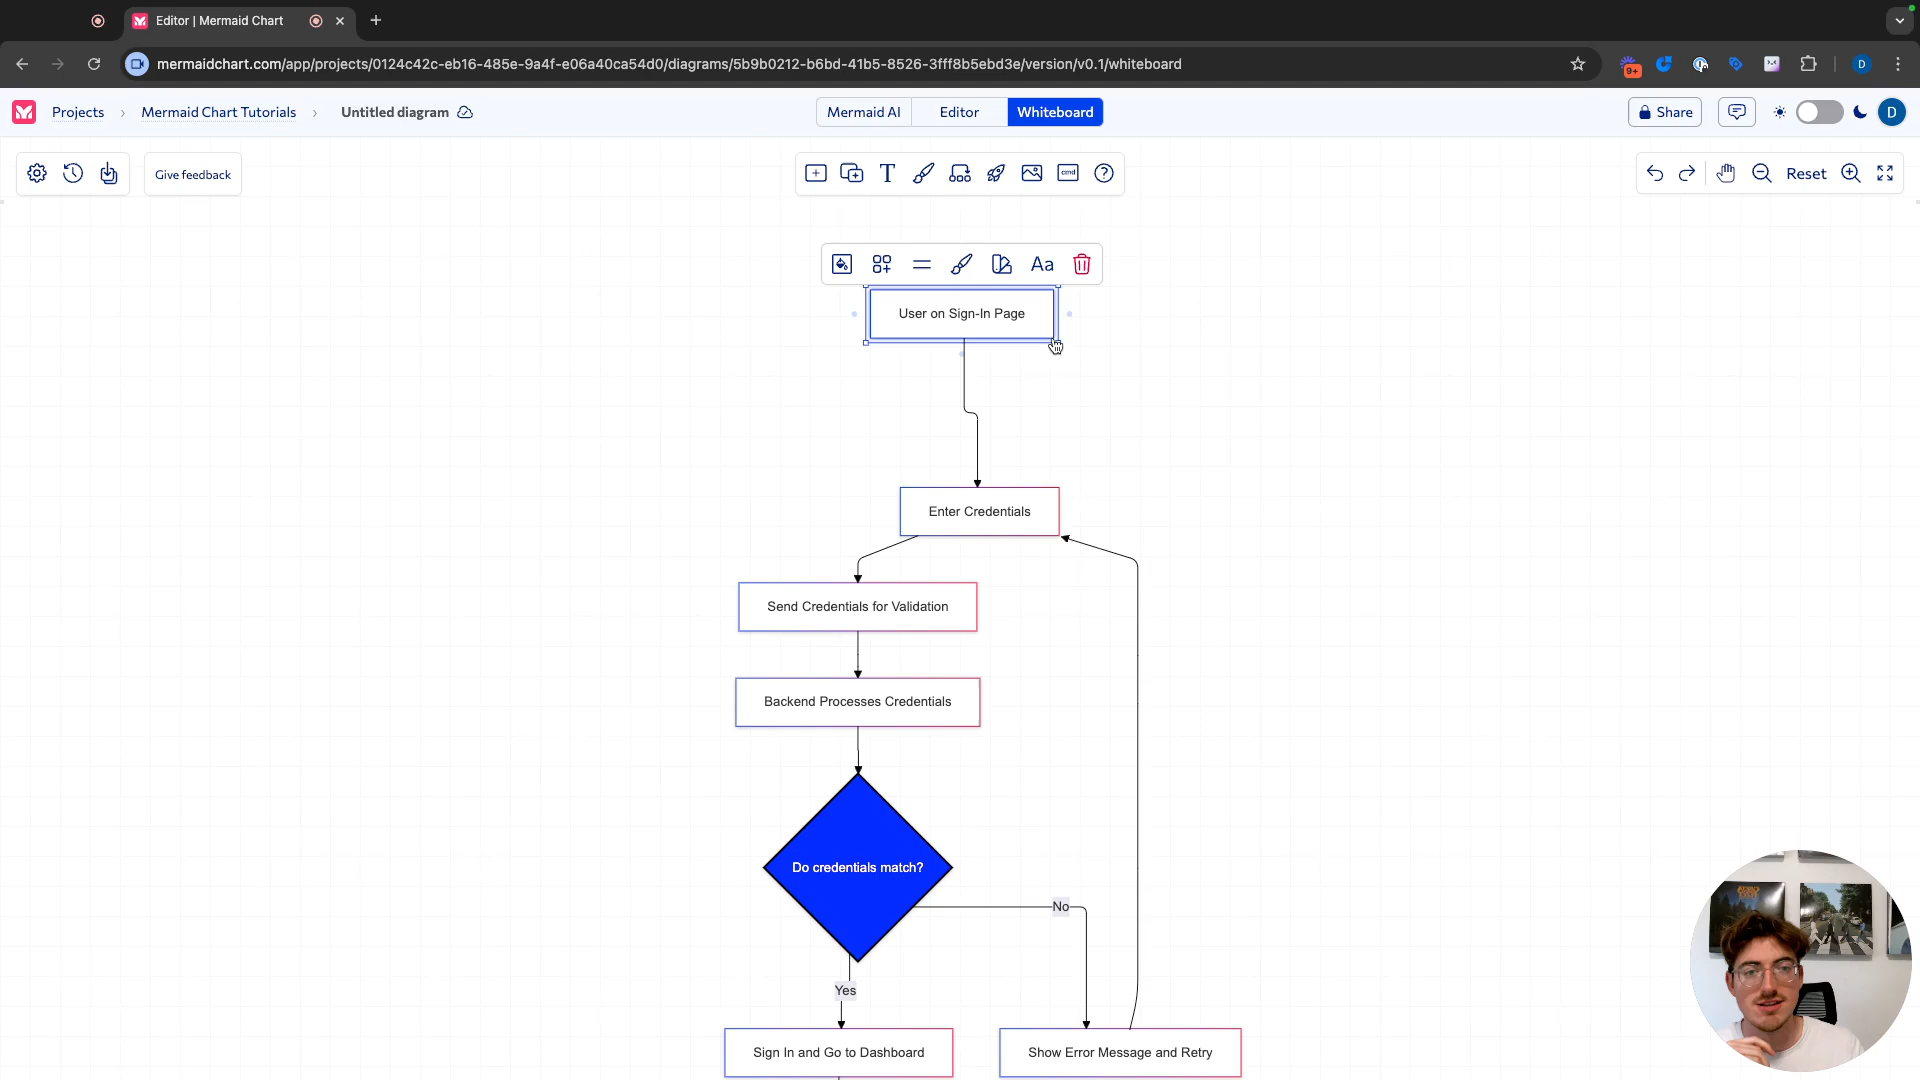 Editor | Mermaid Chart
mermaidchart.com/app/projects/0124c42c-eb16-485e-9a4f-e06a40ca54d0/diagrams/5b9b0212-b6bd-41b5-8526-3fff8b5ebd3e/version/v0.1/whiteboard
9+
D
Projects
Mermaid Chart Tutorials
Untitled diagram
Mermaid AI
Editor
Whiteboard
Share
D
Give feedback
T
cmd
?
Reset
Aa
User on Sign-In Page
Enter Credentials
Send Credentials for Validation
Backend Processes Credentials
Do credentials match?
No
Yes
Sign In and Go to Dashboard
Show Error Message and Retry